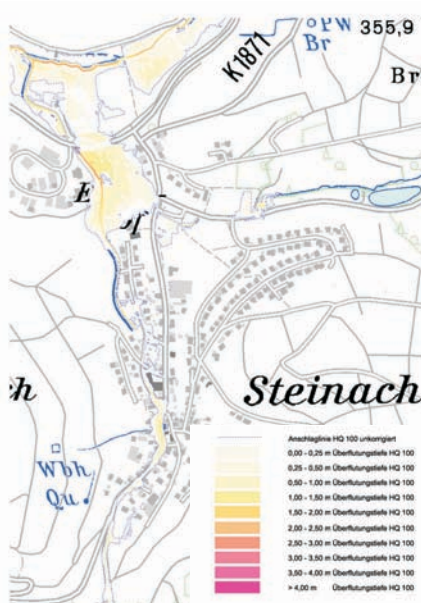 PW 355,9
Br
K1871
Br
E
Steinach
ch
Wbh
Qu
Anschlaglinie HQ 100 unkorrigiert
0,00 - 0,25 m Überflutungstiefe HQ 100
0,25 - 0,50 m Überflutungstiefe HQ 100
0,50 - 1,00 m Überflutungstiefe HQ 100
1,00 - 1,50 m Überflutungstiefe HQ 100
1,50 - 2,00 m Überflutungstiefe HQ 100
2,00 - 2,50 m Überflutungstiefe HQ 100
2,50 - 3,00 m Überflutungstiefe HQ 100
3,00 - 3,50 m Überflutungstiefe HQ 100
3,50 - 4,00 m Überflutungstiefe HQ 100
> 4,00 m Überflutungstiefe HQ 100